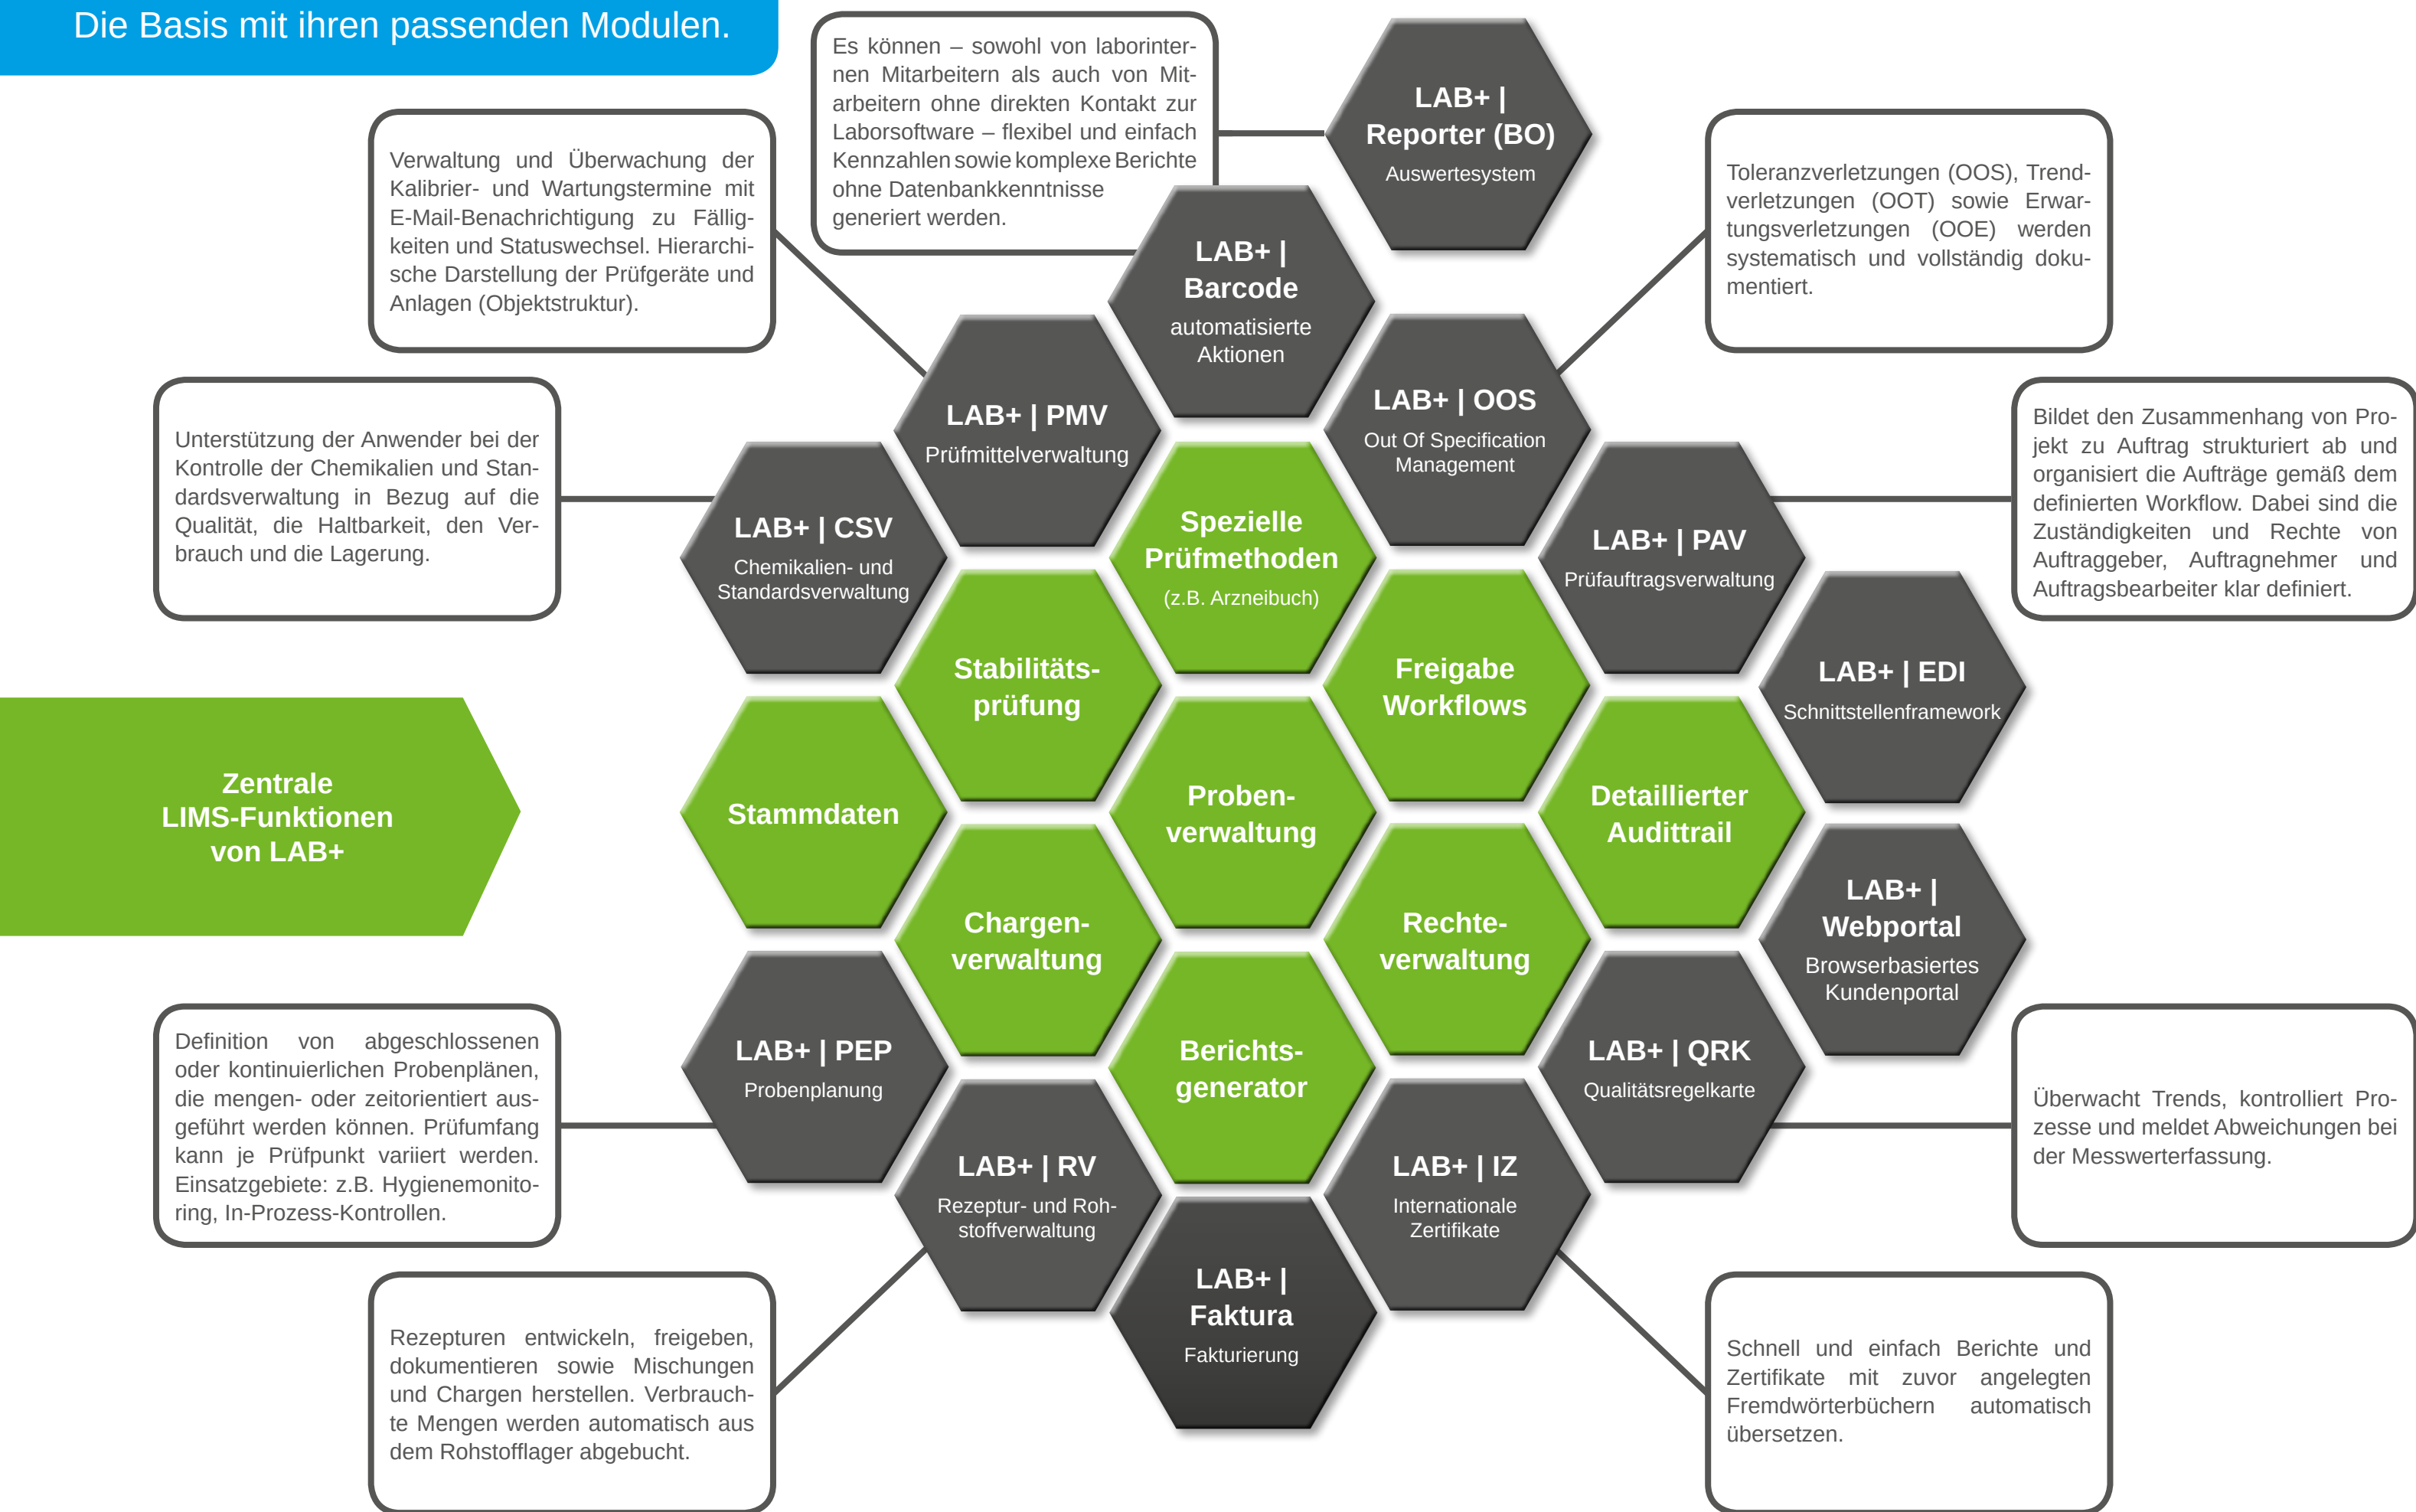 Die Basis mit ihren passenden Modulen.
Es können – sowohl von laborinter-
nen Mitarbeitern als auch von Mit-
arbeitern ohne direkten Kontakt zur
Laborsoftware – flexibel und einfach
Kennzahlen sowie komplexe Berichte
ohne Datenbankkenntnisse
generiert werden.
LAB+ |
Reporter (BO)
Auswertesystem
Verwaltung und Überwachung der
Kalibrier- und Wartungstermine mit
E-Mail-Benachrichtigung zu Fällig-
keiten und Statuswechsel. Hierarchi-
sche Darstellung der Prüfgeräte und
Anlagen (Objektstruktur).
Toleranzverletzungen (OOS), Trend-
verletzungen (OOT) sowie Erwar-
tungsverletzungen (OOE) werden
systematisch und vollständig doku-
mentiert.
LAB+ |
Barcode
automatisierte
Aktionen
LAB+ | PMV
Prüfmittelverwaltung
LAB+ | OOS
Out Of Specification
Management
Unterstützung der Anwender bei der
Kontrolle der Chemikalien und Stan-
dardsverwaltung in Bezug auf die
Qualität, die Haltbarkeit, den Ver-
brauch und die Lagerung.
LAB+ | CSV
Chemikalien- und
Standardsverwaltung
Spezielle
Prüfmethoden
(z.B. Arzneibuch)
LAB+ | PAV
Prüfauftragsverwaltung
Bildet den Zusammenhang von Pro-
jekt zu Auftrag strukturiert ab und
organisiert die Aufträge gemäß dem
definierten Workflow. Dabei sind die
Zuständigkeiten und Rechte von
Auftraggeber, Auftragnehmer und
Auftragsbearbeiter klar definiert.
Stabilitäts-
prüfung
Freigabe
Workflows
LAB+ | EDI
Schnittstellenframework
Zentrale
LIMS-Funktionen
von LAB+
Stammdaten
Proben-
verwaltung
Detaillierter
Audittrail
Chargen-
verwaltung
Rechte-
verwaltung
LAB+ |
Webportal
Browserbasiertes
Kundenportal
Definition von abgeschlossenen
oder kontinuierlichen Probenplänen,
die mengen- oder zeitorientiert aus-
geführt werden können. Prüfumfang
kann je Prüfpunkt variiert werden.
Einsatzgebiete: z.B. Hygienemonito-
ring, In-Prozess-Kontrollen.
LAB+ | PEP
Probenplanung
Berichts-
generator
LAB+ | QRK
Qualitätsregelkarte
Überwacht Trends, kontrolliert Pro-
zesse und meldet Abweichungen bei
der Messwerterfassung.
LAB+ | RV
Rezeptur- und Roh-
stoffverwaltung
LAB+ | IZ
Internationale
Zertifikate
LAB+ |
Faktura
Fakturierung
Rezepturen entwickeln, freigeben,
dokumentieren sowie Mischungen
und Chargen herstellen. Verbrauch-
te Mengen werden automatisch aus
dem Rohstofflager abgebucht.
Schnell und einfach Berichte und
Zertifikate mit zuvor angelegten
Fremdwörterbüchern automatisch
übersetzen.